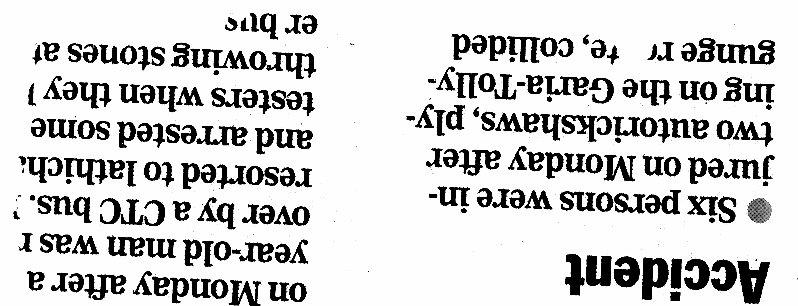 Accident
● Six persons were in-
jured on Monday after
two autorickshaws, ply-
ing on the Garia-Tolly-
gunge te, collided
on Monday after a
year-old man was
over by a CTC bus.
resorted to lathicha
and arrested some
testers when they
throwing stones a
er bus